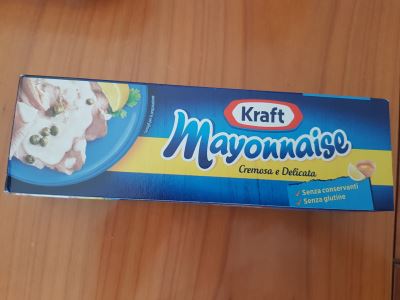 Kraft
Mayonnaise
Cremosa e Delicata
Senza conservanti
Senza glutine